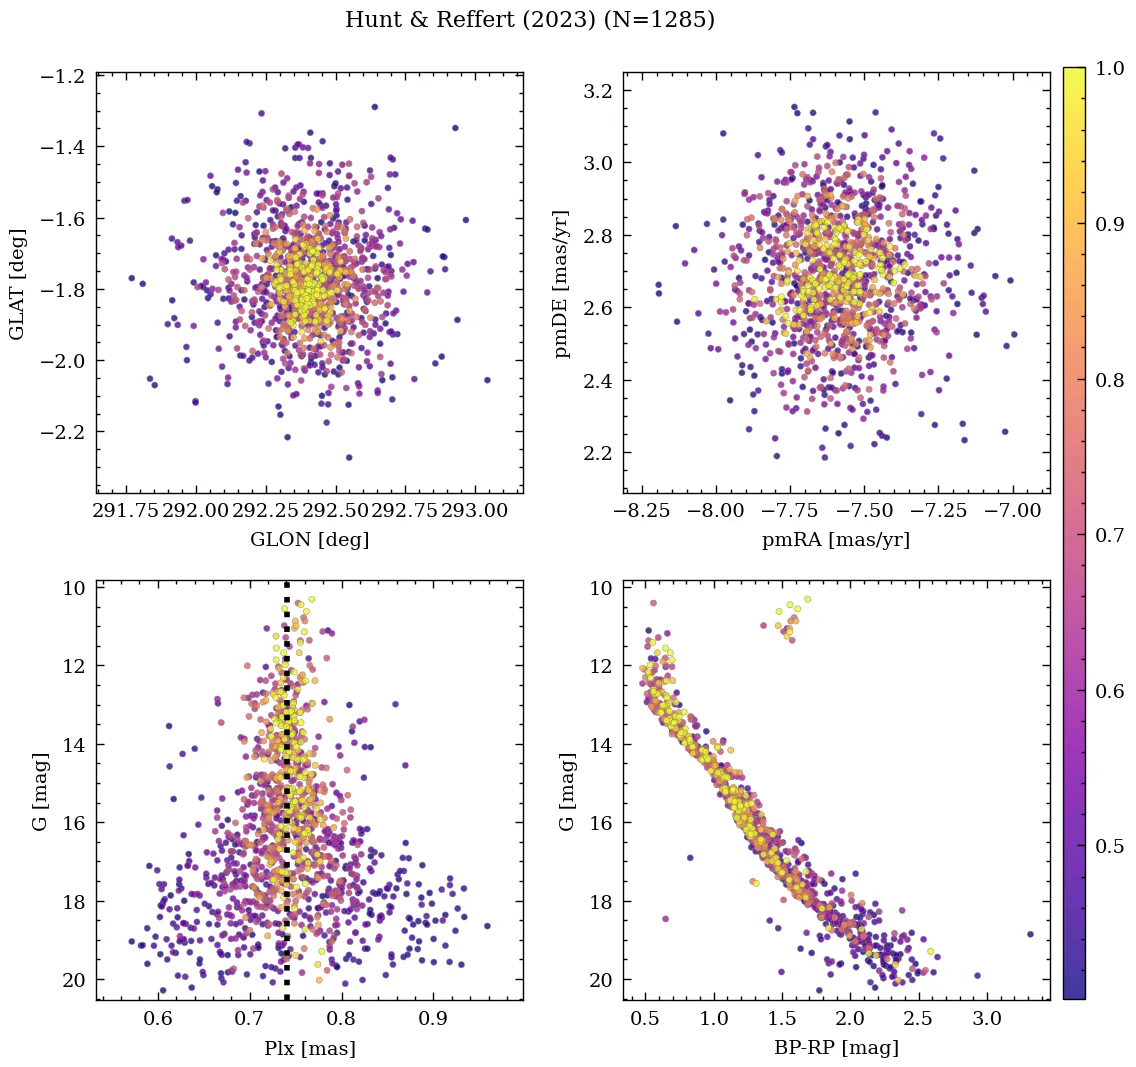 Hunt & Reffert (2023) (N=1285)
−1.2
−1.4
−1.6
−1.8
−2.0
−2.2
GLAT [deg]
291.75 292.00 292.25 292.50 292.75 293.00
GLON [deg]
3.2
3.0
2.8
2.6
2.4
2.2
pmDE [mas/yr]
−8.25 −8.00 −7.75 −7.50 −7.25 −7.00
pmRA [mas/yr]
1.0
0.9
0.8
0.7
0.6
0.5
10
12
14
16
18
20
G [mag]
0.6 0.7 0.8 0.9
Plx [mas]
10
12
14
16
18
20
G [mag]
0.5 1.0 1.5 2.0 2.5 3.0
BP-RP [mag]